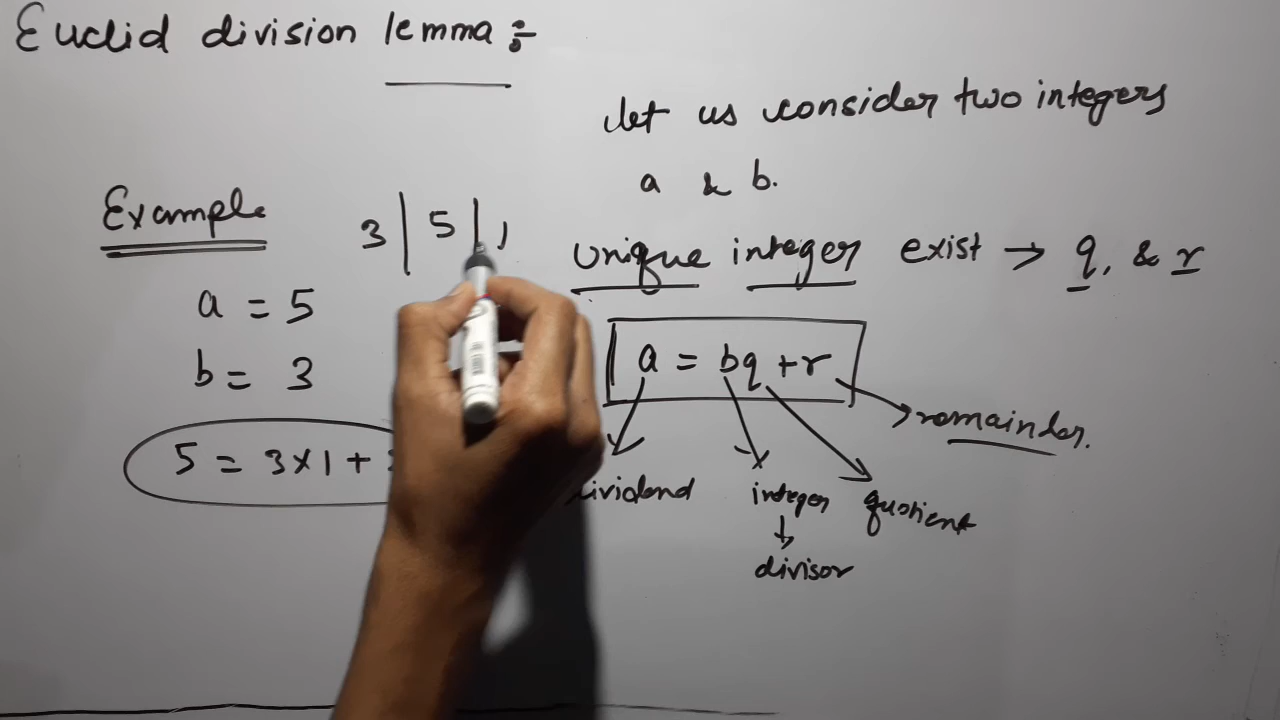 Euclid division lemma :-
let us consider two integers
a & b.
Example
3 | 5 | 1
unique integer exist → q, & r
a = 5
b = 3
a = bq + r
remainder.
5 = 3 × 1 +
integer
quotient
divisor